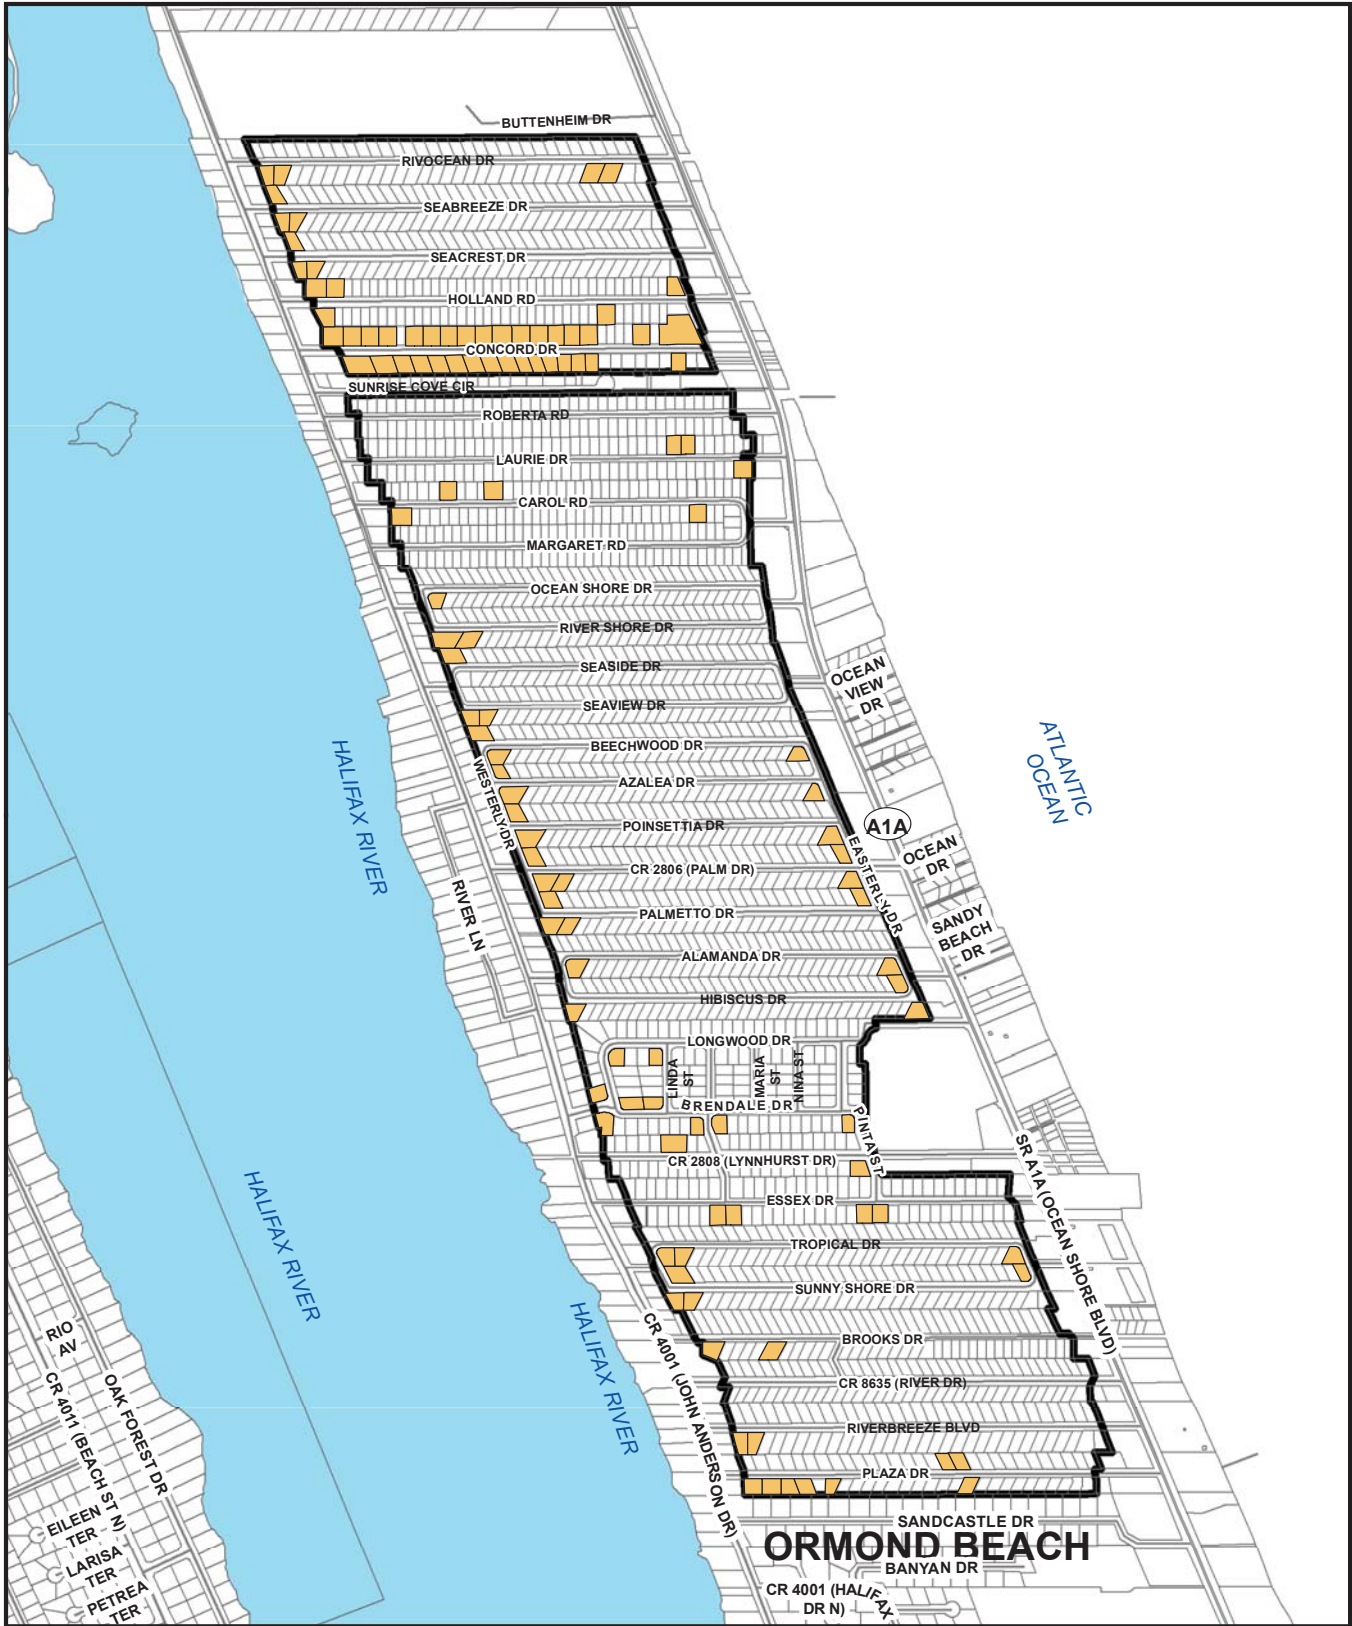 BUTTENHEIM DR
RIVOCEAN DR
SEABREEZE DR
SEACREST DR
HOLLAND RD
CONCORD DR
SUNRISE COVE CIR
ROBERTA RD
LAURIE DR
CAROL RD
MARGARET RD
OCEAN SHORE DR
RIVER SHORE DR
SEASIDE DR
OCEAN
VIEW
DR
SEAVIEW DR
BEECHWOOD DR
ATLANTIC
OCEAN
HALIFAX RIVER
WESTERLY DR
AZALEA DR
POINSETTIA DR
A1A
EASTERLY DR
OCEAN
DR
CR 2806 (PALM DR)
RIVER LN
PALMETTO DR
SANDY
BEACH
DR
ALAMANDA DR
HIBISCUS DR
LONGWOOD DR
LINDA
ST
MARIA
ST
NINA ST
BRENDALE DR
PINTA ST
CR 2808 (LYNNHURST DR)
SR A1A (OCEAN SHORE BLVD)
HALIFAX RIVER
ESSEX DR
TROPICAL DR
SUNNY SHORE DR
HALIFAX RIVER
CR 4001 (JOHN ANDERSON DR)
RIO
AV
BROOKS DR
CR 4011 (BEACH ST N)
OAK FOREST DR
CR 8635 (RIVER DR)
RIVERBREEZE BLVD
PLAZA DR
EILEEN
TER
LARISA
TER
PETREA
TER
SANDCASTLE DR
ORMOND BEACH
BANYAN DR
CR 4001 (HALIFAX
DR N)